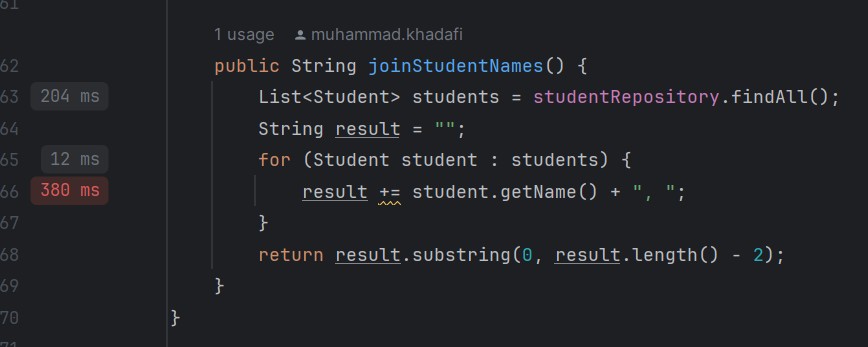 61
1 usage muhammad.khadafi
62 public String joinStudentNames() {
63 204 ms List<Student> students = studentRepository.findAll();
64 String result = "";
65 12 ms for (Student student : students) {
66 380 ms result += student.getName() + ", ";
67 }
68 return result.substring(0, result.length() - 2);
69 }
70 }
71